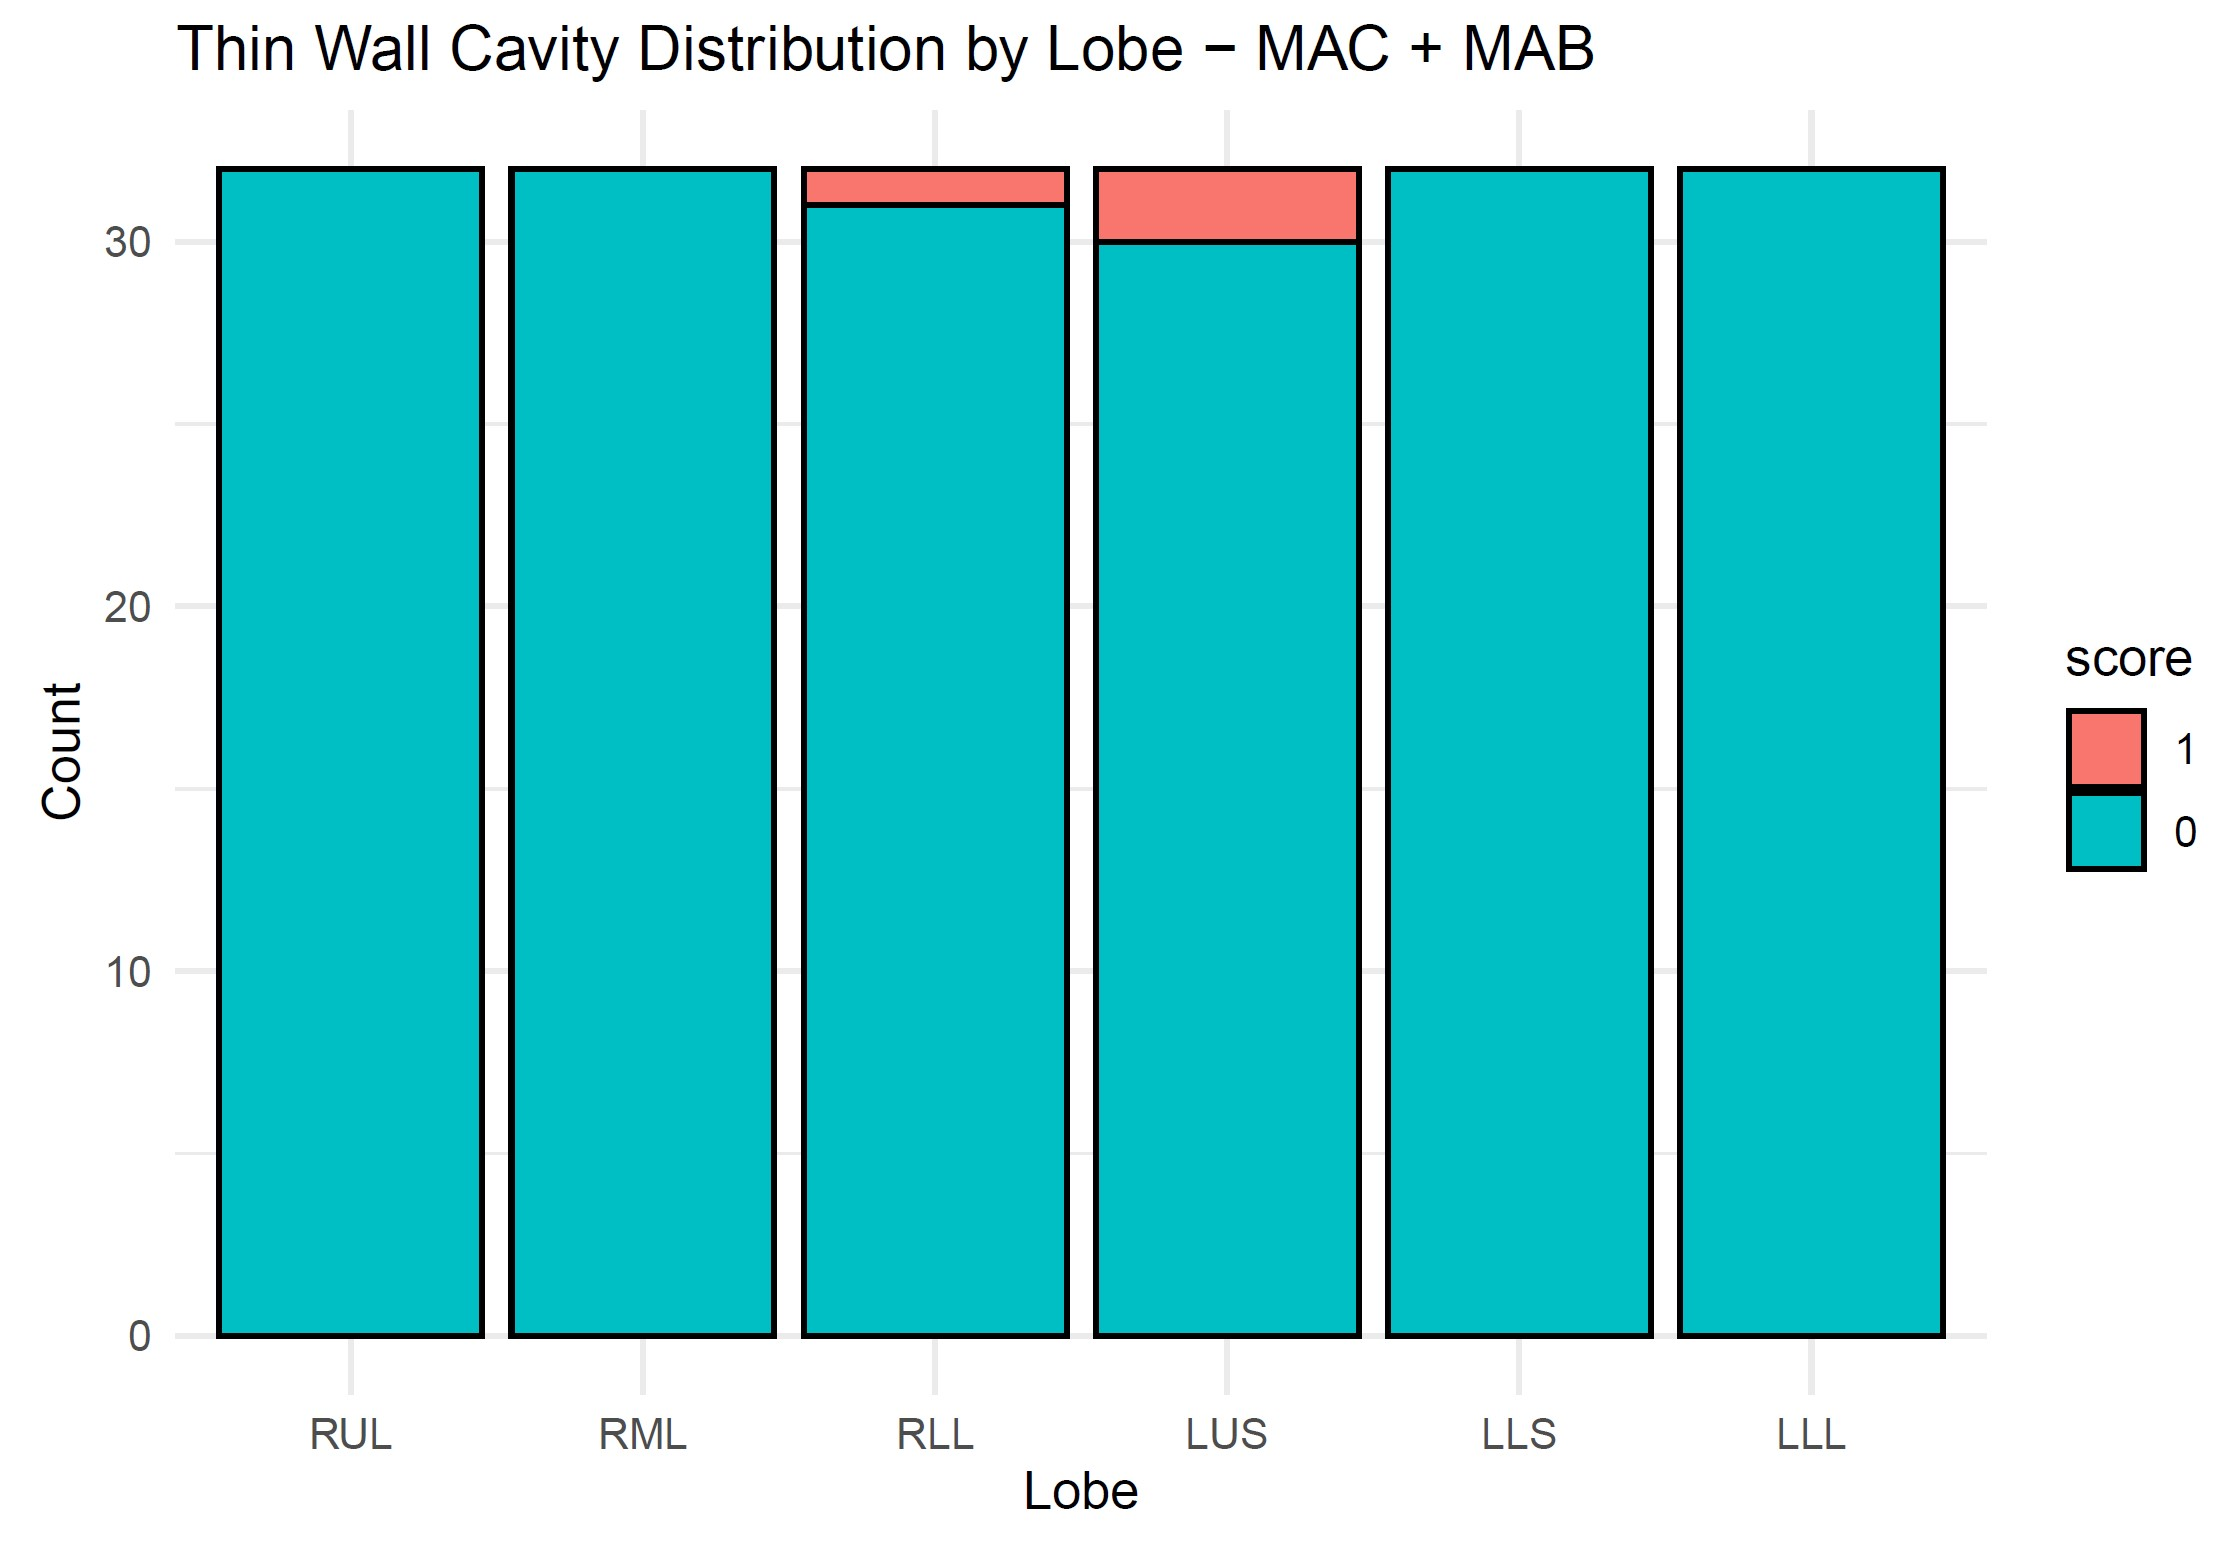 Thin Wall Cavity Distribution by Lobe − MAC + MAB
Count
30
20
10
0
RUL RML RLL LUS LLS LLL
Lobe
score
1
0